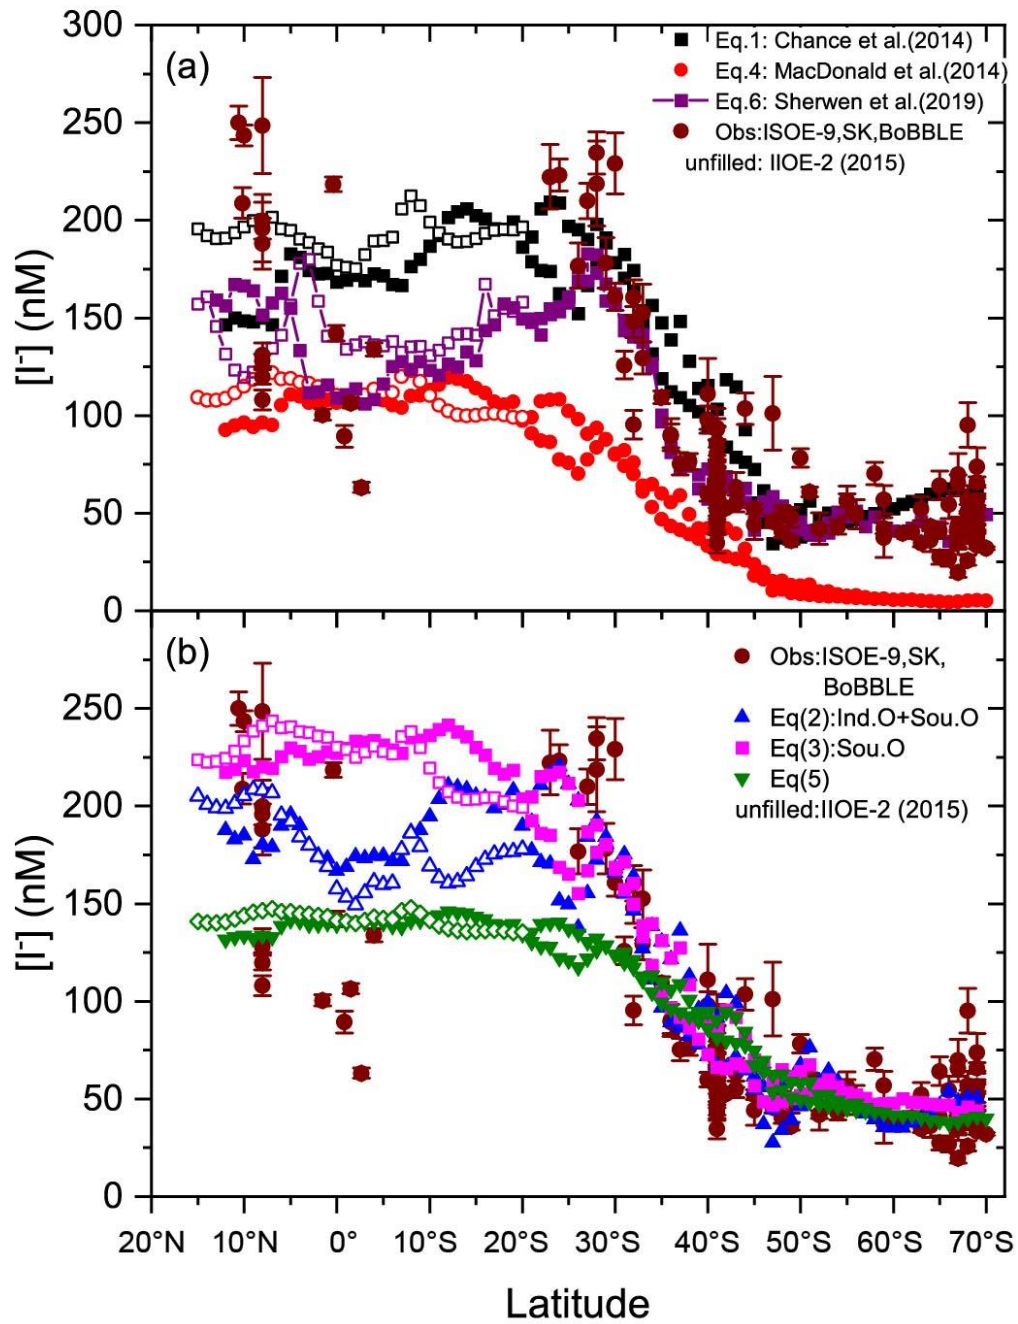 300
250
200
150
100
50
0
[I⁻] (nM)
(a)
Eq.1: Chance et al.(2014)
Eq.4: MacDonald et al.(2014)
Eq.6: Sherwen et al.(2019)
Obs:ISOE-9,SK,BoBBLE
unfilled: IIOE-2 (2015)
250
200
150
100
50
0
[I⁻] (nM)
(b)
Obs:ISOE-9,SK,
BoBBLE
Eq(2):Ind.O+Sou.O
Eq(3):Sou.O
Eq(5)
unfilled:IIOE-2 (2015)
20°N 10°N 0° 10°S 20°S 30°S 40°S 50°S 60°S 70°S
Latitude